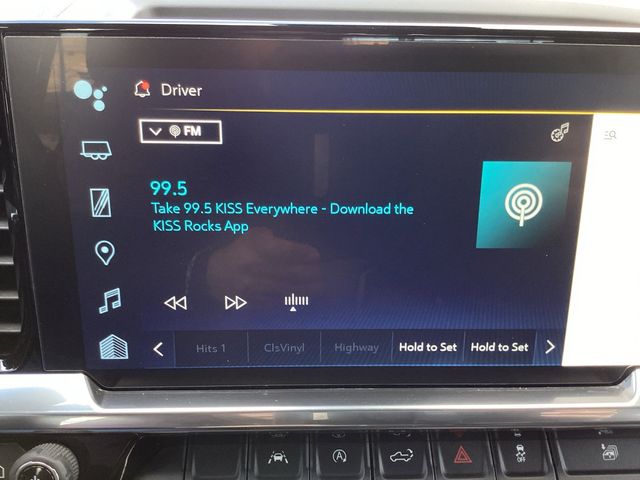 Driver
FM
99.5
Take 99.5 KISS Everywhere - Download the
KISS Rocks App
Hits 1 ClsVinyl Highway Hold to Set Hold to Set
A
OFF